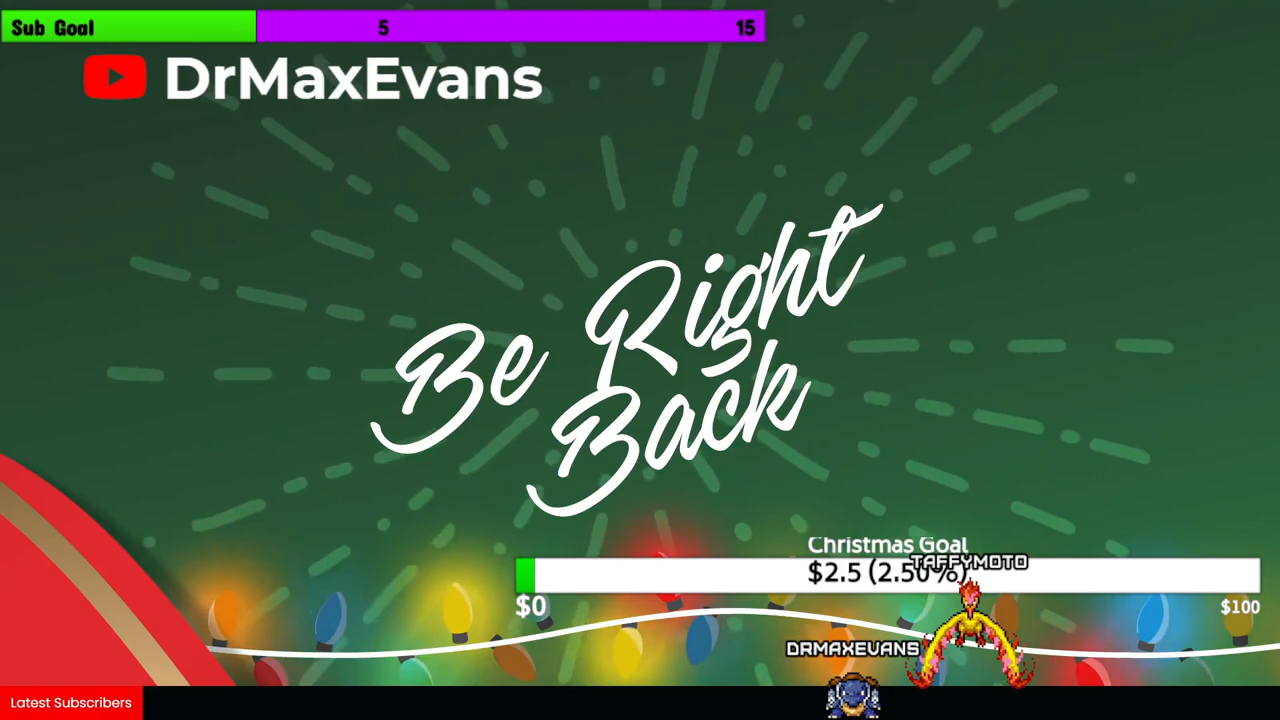 Sub Goal 5 15
DrMaxEvans
Be Right
Back
Christmas Goal
$2.5 (2.50%)
TAFFYMOTO
$0 $100
DRMAXEVANS
Latest Subscribers